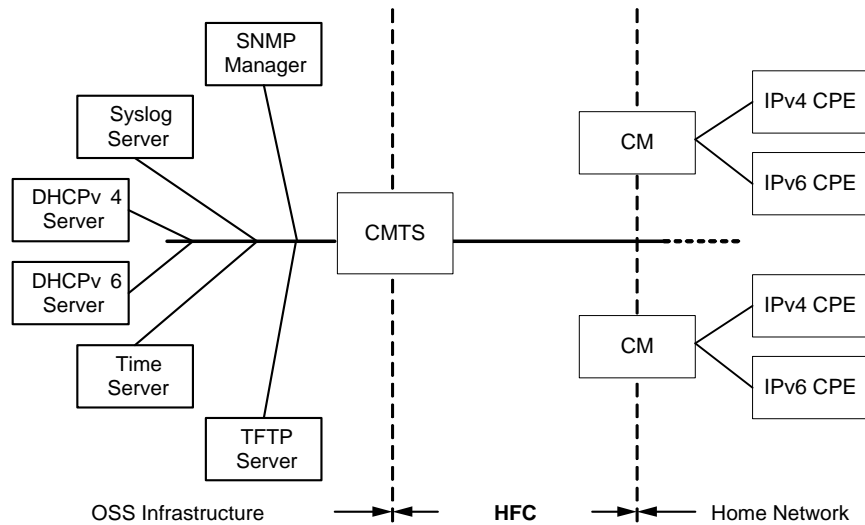 SNMP
Manager
Syslog
Server
DHCPv 4
Server
DHCPv 6
Server
Time
Server
TFTP
Server
CMTS
CM
IPv4 CPE
IPv6 CPE
CM
IPv4 CPE
IPv6 CPE
OSS Infrastructure
HFC
Home Network